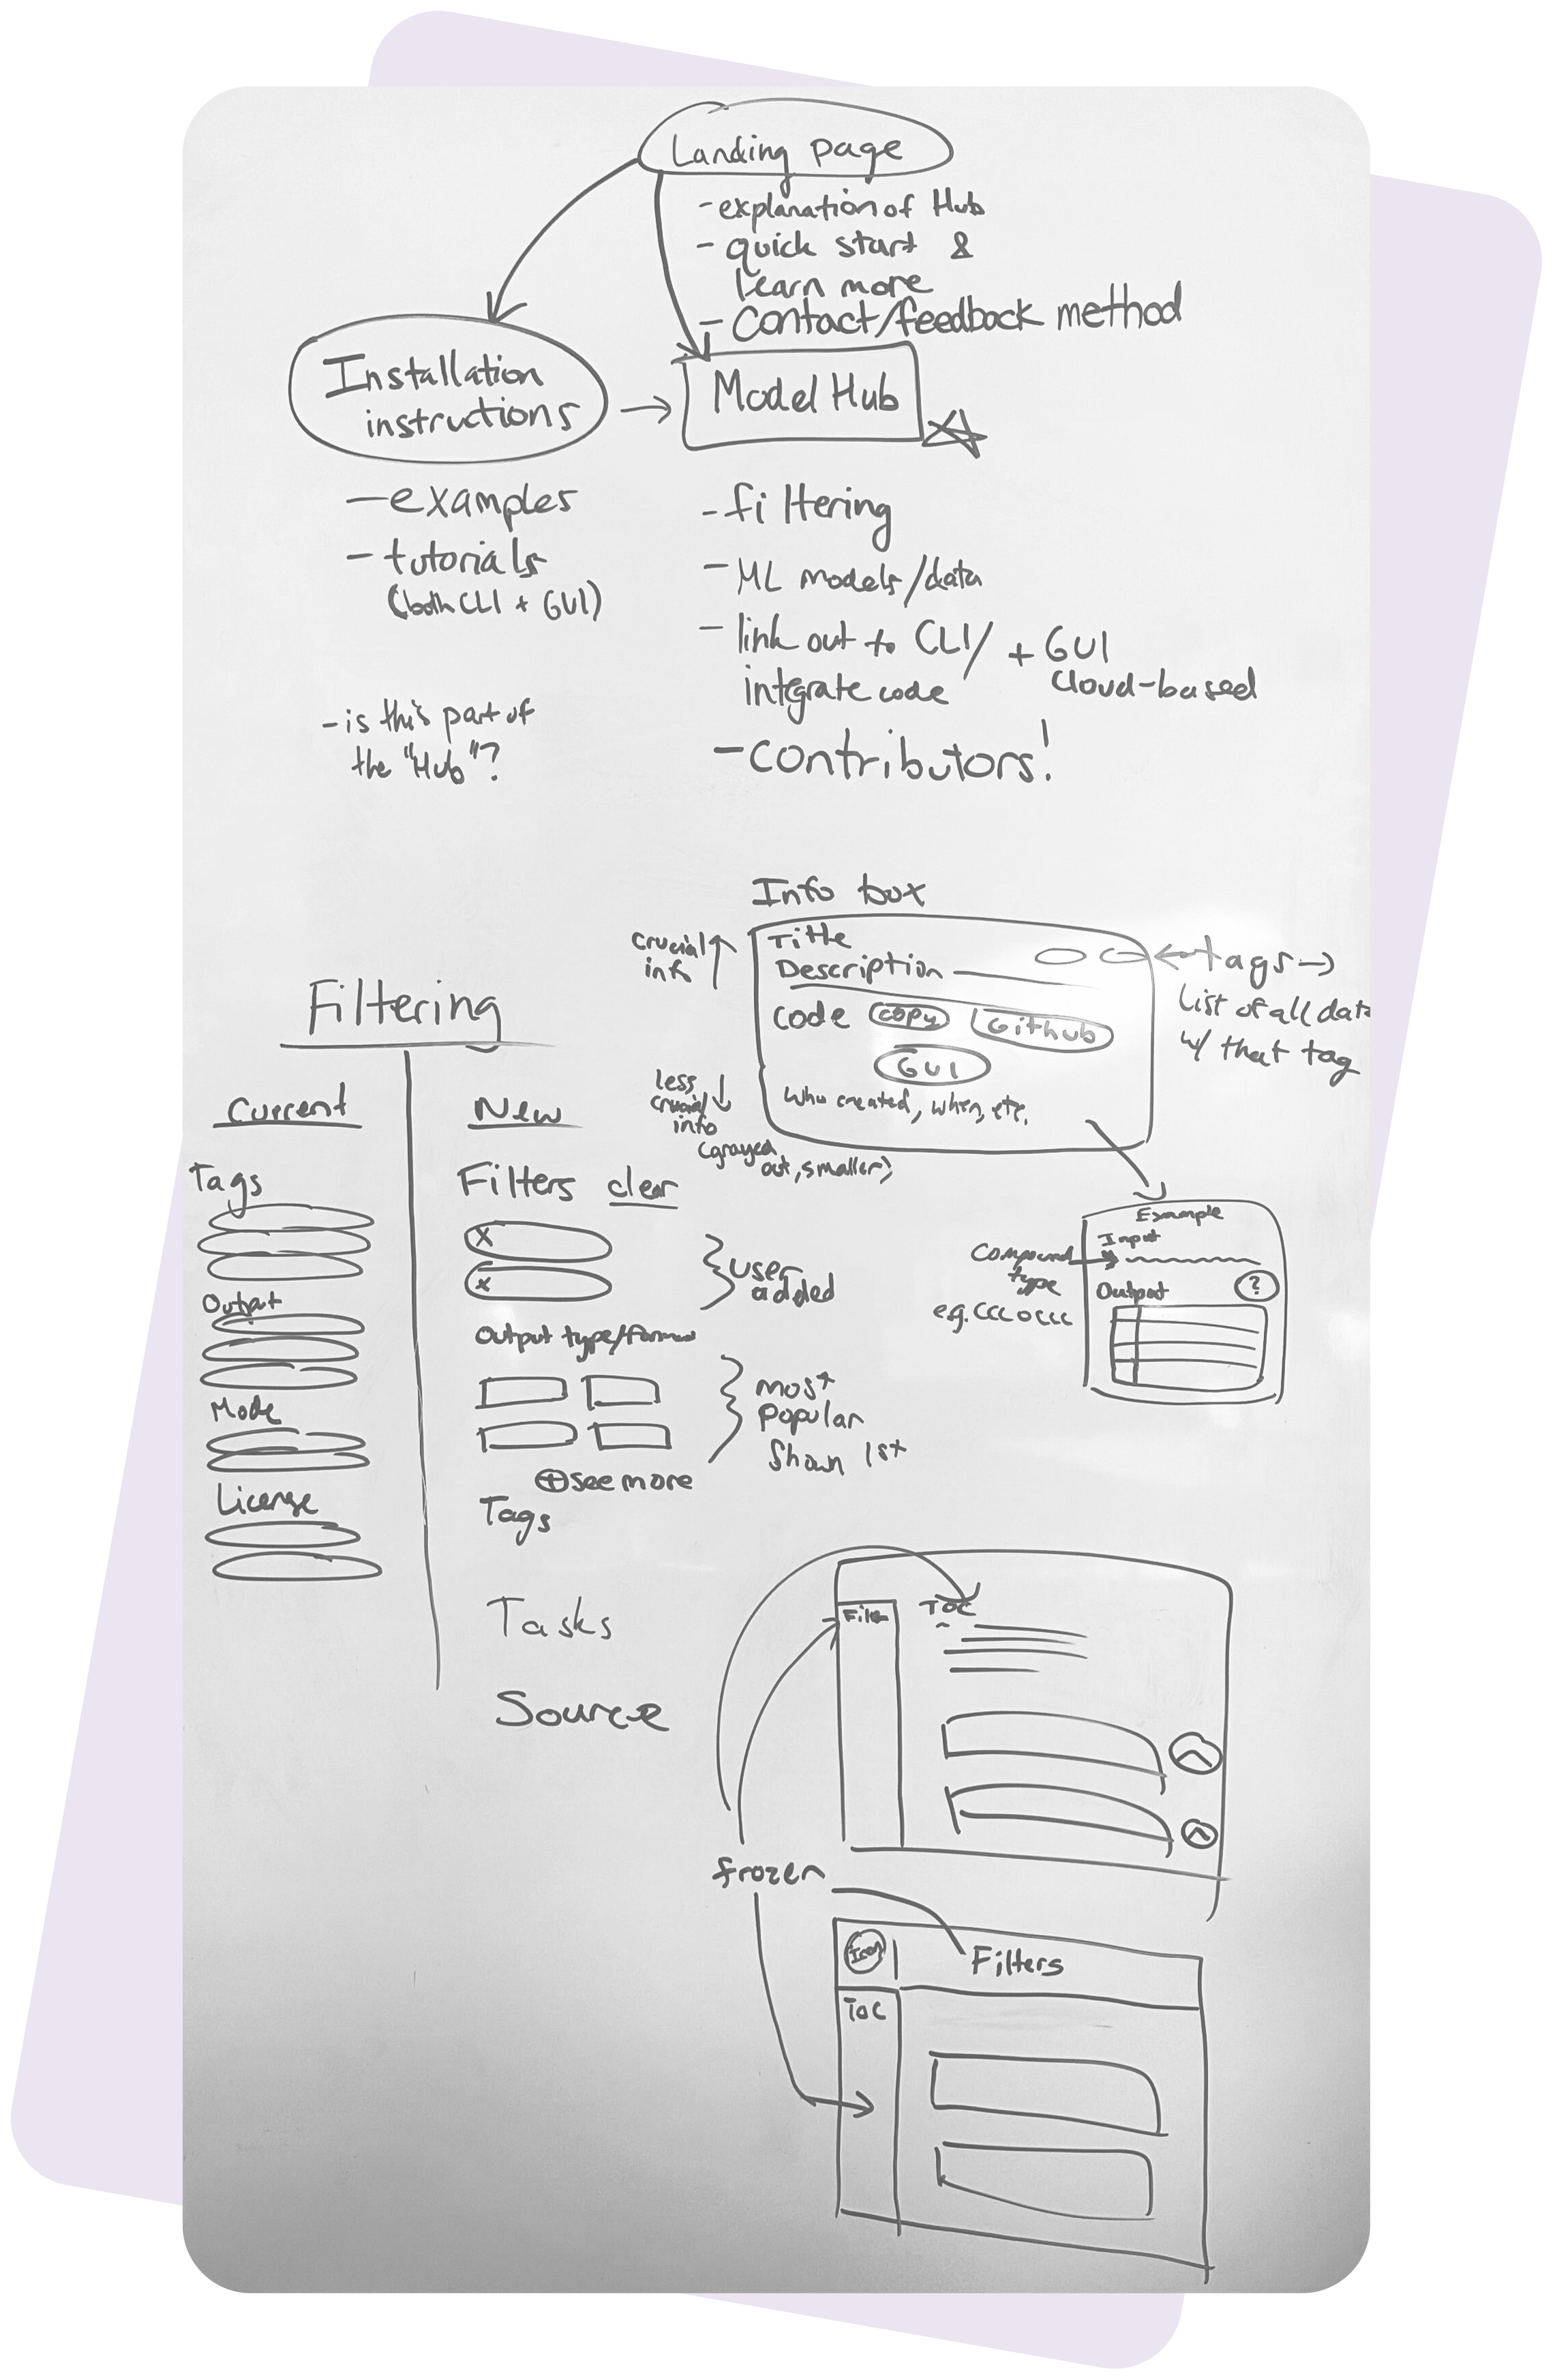 Landing page
-explanation of Hub
- quick start &
learn more
- Contact/feedback method
Installation
instructions
Model Hub
- examples
- tutorials
(both CLI + GUI)
- is this part of
the "Hub"?
- filtering
- ML models/data
- link out to CLI/ + GUI
integrate code
cloud-based
- contributors!
Info box
crucial
info
Title
Description
code copy Github
GUI
who created, when, etc.
less
crucial
info
(grayed
out, smaller)
tags
List of all data
w/ that tag
Example
Input
Output
?
Compound
type
e.g. CCCOCCC
Filtering
Current
Tags
Output
Mode
License
New
Filters clear
x
x
user
added
Output type/format
most
popular
shown 1st
+ see more
Tags
Tasks
Source
Filter
TOC
frozen
Icon
Filters
TOC